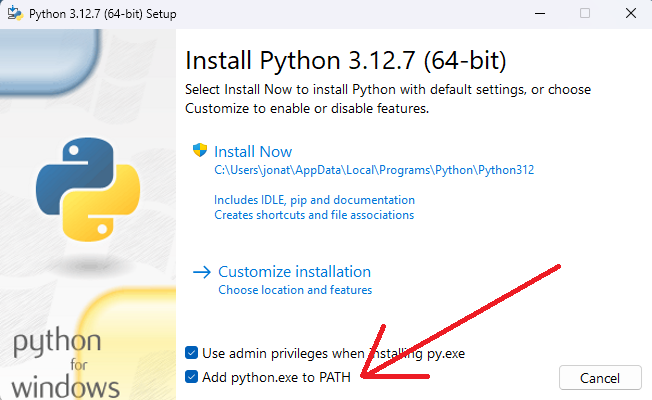 Python 3.12.7 (64-bit) Setup
Install Python 3.12.7 (64-bit)
Select Install Now to install Python with default settings, or choose
Customize to enable or disable features.
Install Now
C:\Users\jonat\AppData\Local\Programs\Python\Python312
Includes IDLE, pip and documentation
Creates shortcuts and file associations
Customize installation
Choose location and features
Use admin privileges when installing py.exe
Add python.exe to PATH
Cancel
python
for
windows